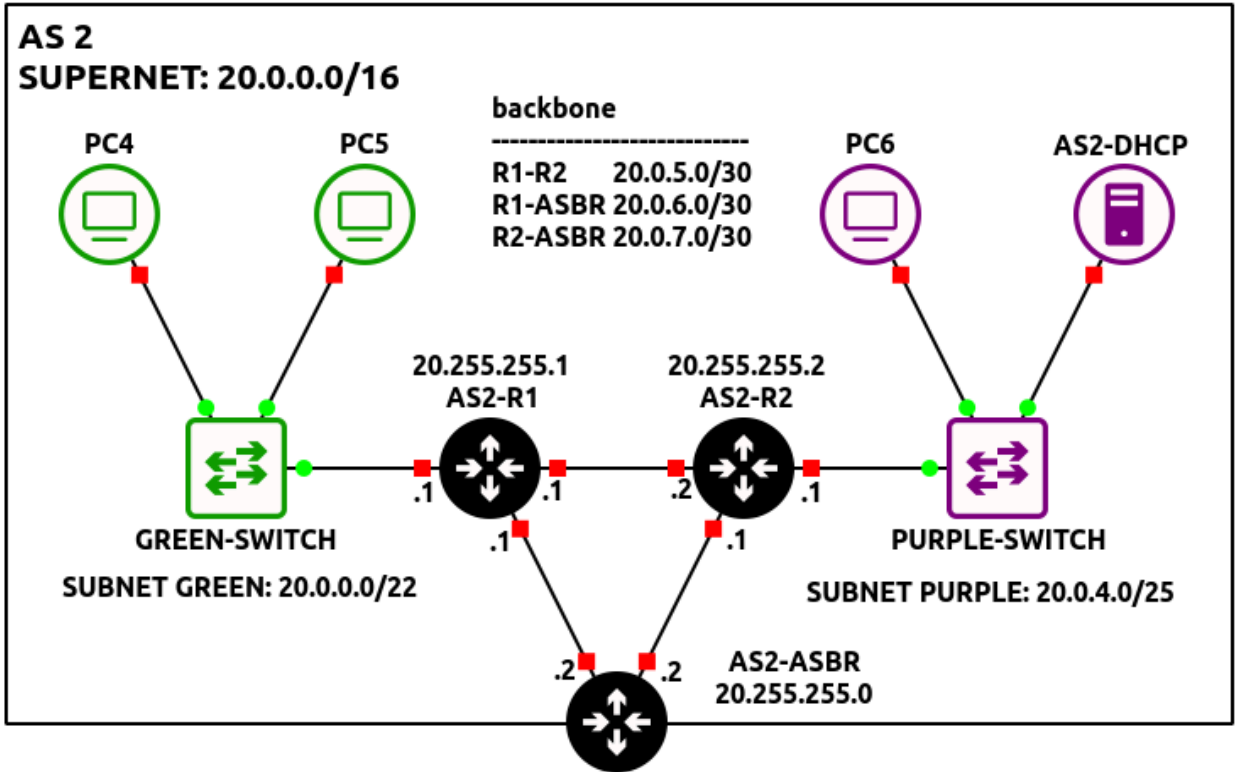 AS 2
SUPERNET: 20.0.0.0/16
backbone
----------------------------
R1-R2 20.0.5.0/30
R1-ASBR 20.0.6.0/30
R2-ASBR 20.0.7.0/30
PC4
PC5
PC6
AS2-DHCP
20.255.255.1
AS2-R1
20.255.255.2
AS2-R2
.1
.1
.2
.1
.1
.1
GREEN-SWITCH
PURPLE-SWITCH
SUBNET GREEN: 20.0.0.0/22
SUBNET PURPLE: 20.0.4.0/25
.2
.2
AS2-ASBR
20.255.255.0